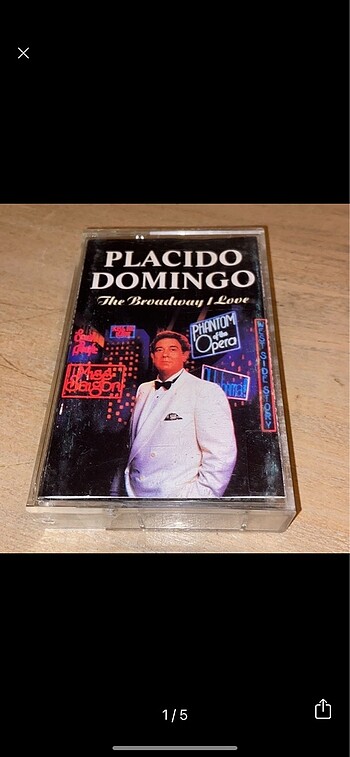 PLACIDO
DOMINGO
The Broadway I Love
PHANTOM
of the
Opera
Miss
Saigon
WEST SIDE STORY
1/5